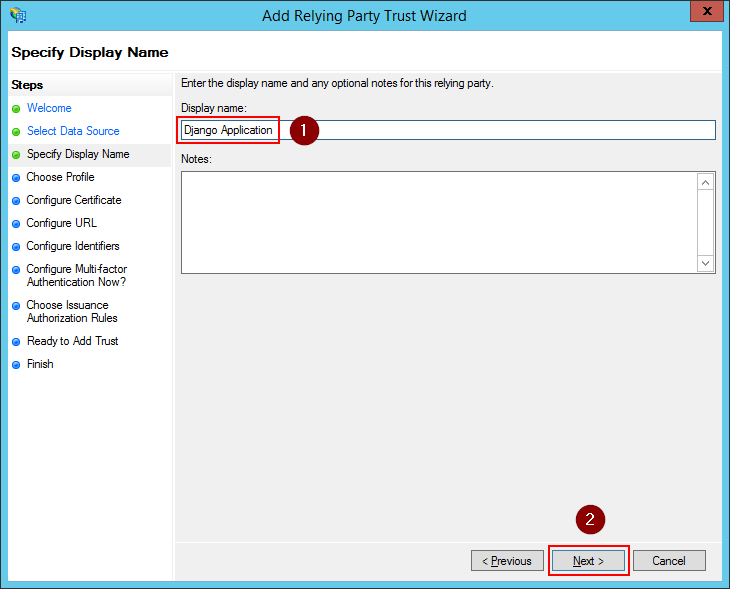 Add Relying Party Trust Wizard
X
Specify Display Name
Steps
Welcome
Select Data Source
Specify Display Name
Choose Profile
Configure Certificate
Configure URL
Configure Identifiers
Configure Multi-factor
Authentication Now?
Choose Issuance
Authorization Rules
Ready to Add Trust
Finish
Enter the display name and any optional notes for this relying party.
Display name:
Django Application
1
Notes:
2
< Previous
Next >
Cancel